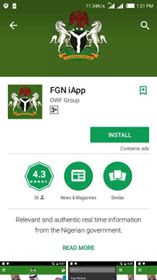 11.34K/s 1:21 PM
FGN iApp
OWF Group
3+
INSTALL
Contains ads
4.3
News & Magazines
Similar
Relevant and authentic real time information
from the Nigerian government.
READ MORE